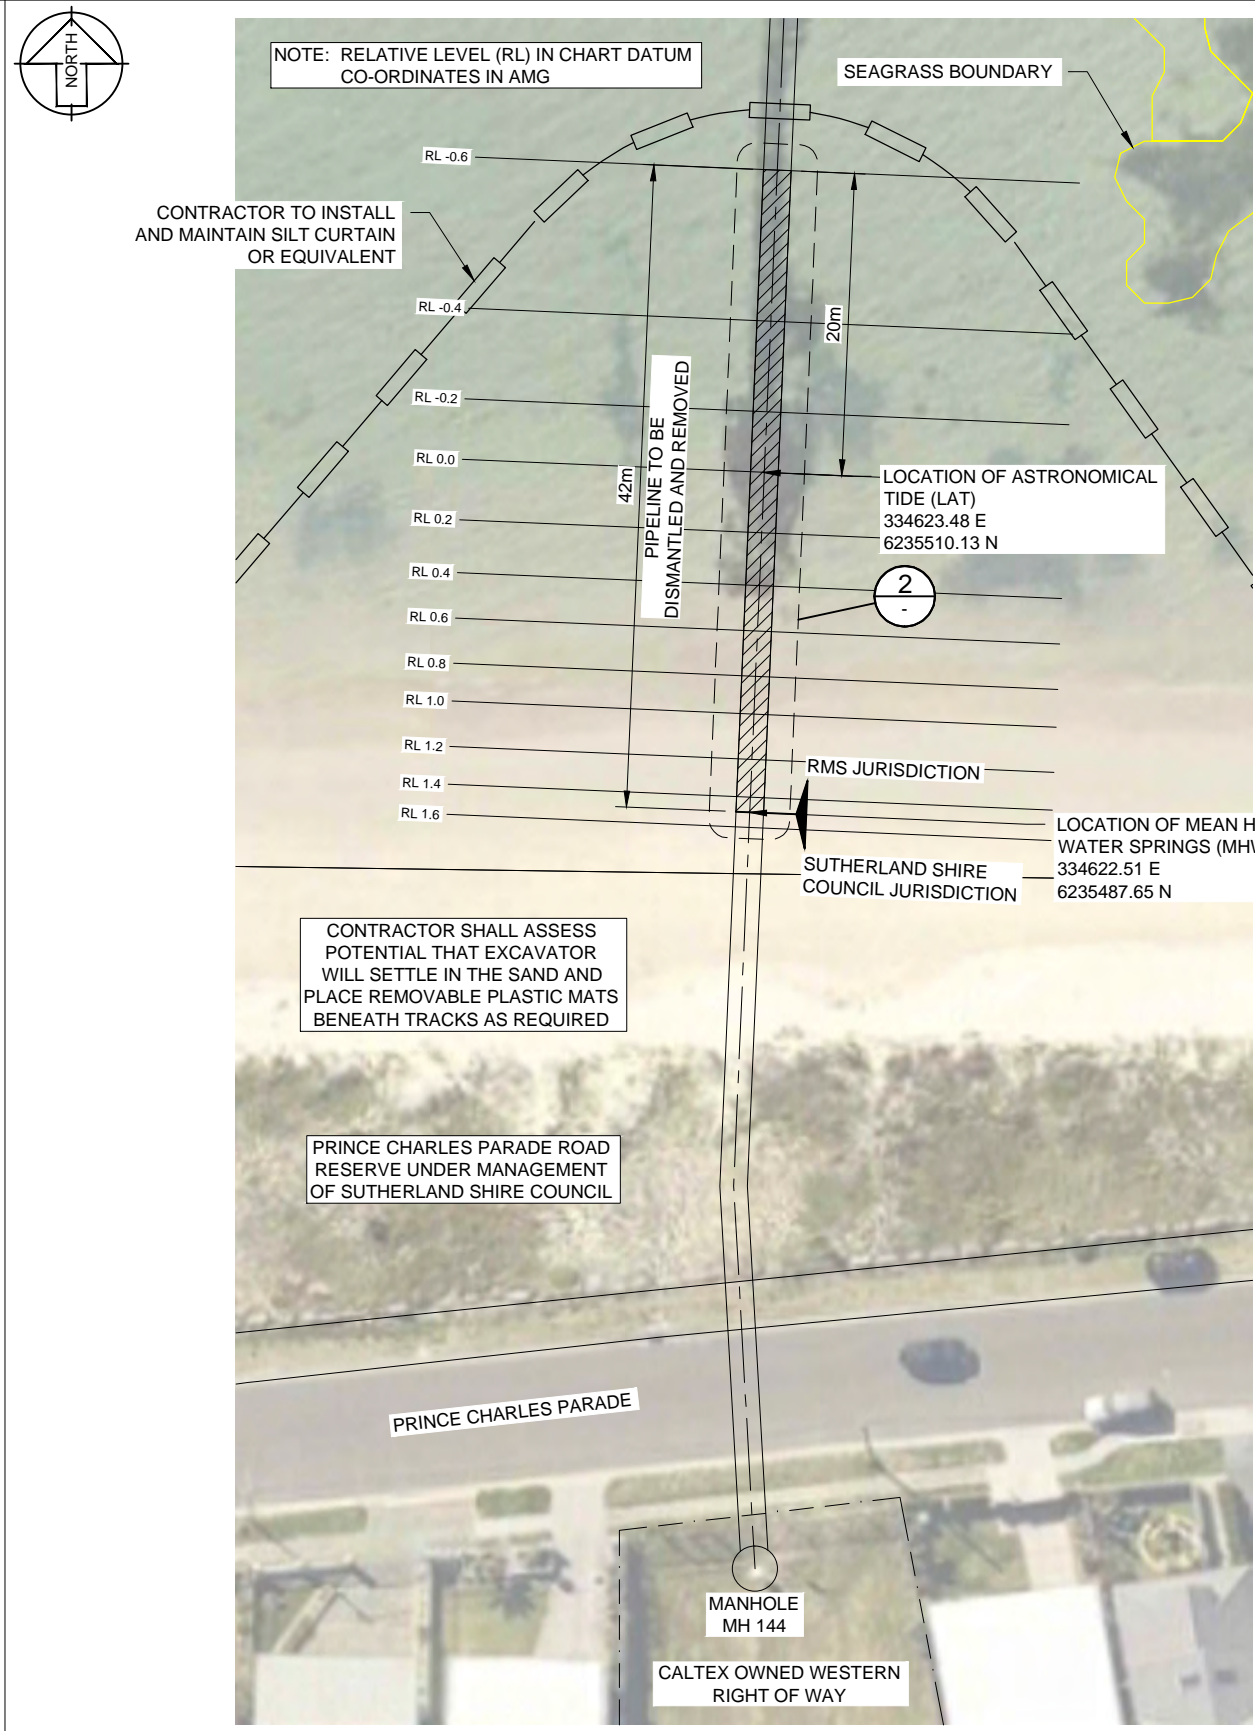 NORTH
NOTE: RELATIVE LEVEL (RL) IN CHART DATUM
CO-ORDINATES IN AMG
SEAGRASS BOUNDARY
RL -0.6
CONTRACTOR TO INSTALL
AND MAINTAIN SILT CURTAIN
OR EQUIVALENT
RL -0.4
20m
RL -0.2
PIPELINE TO BE
DISMANTLED AND REMOVED
42m
RL 0.0
LOCATION OF ASTRONOMICAL
TIDE (LAT)
334623.48 E
6235510.13 N
RL 0.2
RL 0.4
2
-
RL 0.6
RL 0.8
RL 1.0
RL 1.2
RMS JURISDICTION
RL 1.4
RL 1.6
LOCATION OF MEAN H
WATER SPRINGS (MHW
334622.51 E
6235487.65 N
SUTHERLAND SHIRE
COUNCIL JURISDICTION
CONTRACTOR SHALL ASSESS
POTENTIAL THAT EXCAVATOR
WILL SETTLE IN THE SAND AND
PLACE REMOVABLE PLASTIC MATS
BENEATH TRACKS AS REQUIRED
PRINCE CHARLES PARADE ROAD
RESERVE UNDER MANAGEMENT
OF SUTHERLAND SHIRE COUNCIL
PRINCE CHARLES PARADE
MANHOLE
MH 144
CALTEX OWNED WESTERN
RIGHT OF WAY